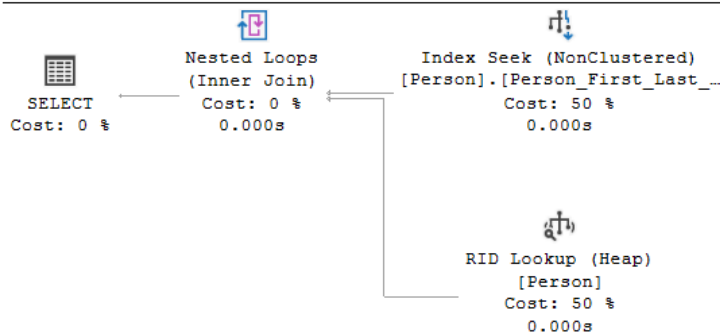 SELECT
Cost: 0 %
Nested Loops
(Inner Join)
Cost: 0 %
0.000s
Index Seek (NonClustered)
[Person].[Person_First_Last_…
Cost: 50 %
0.000s
RID Lookup (Heap)
[Person]
Cost: 50 %
0.000s